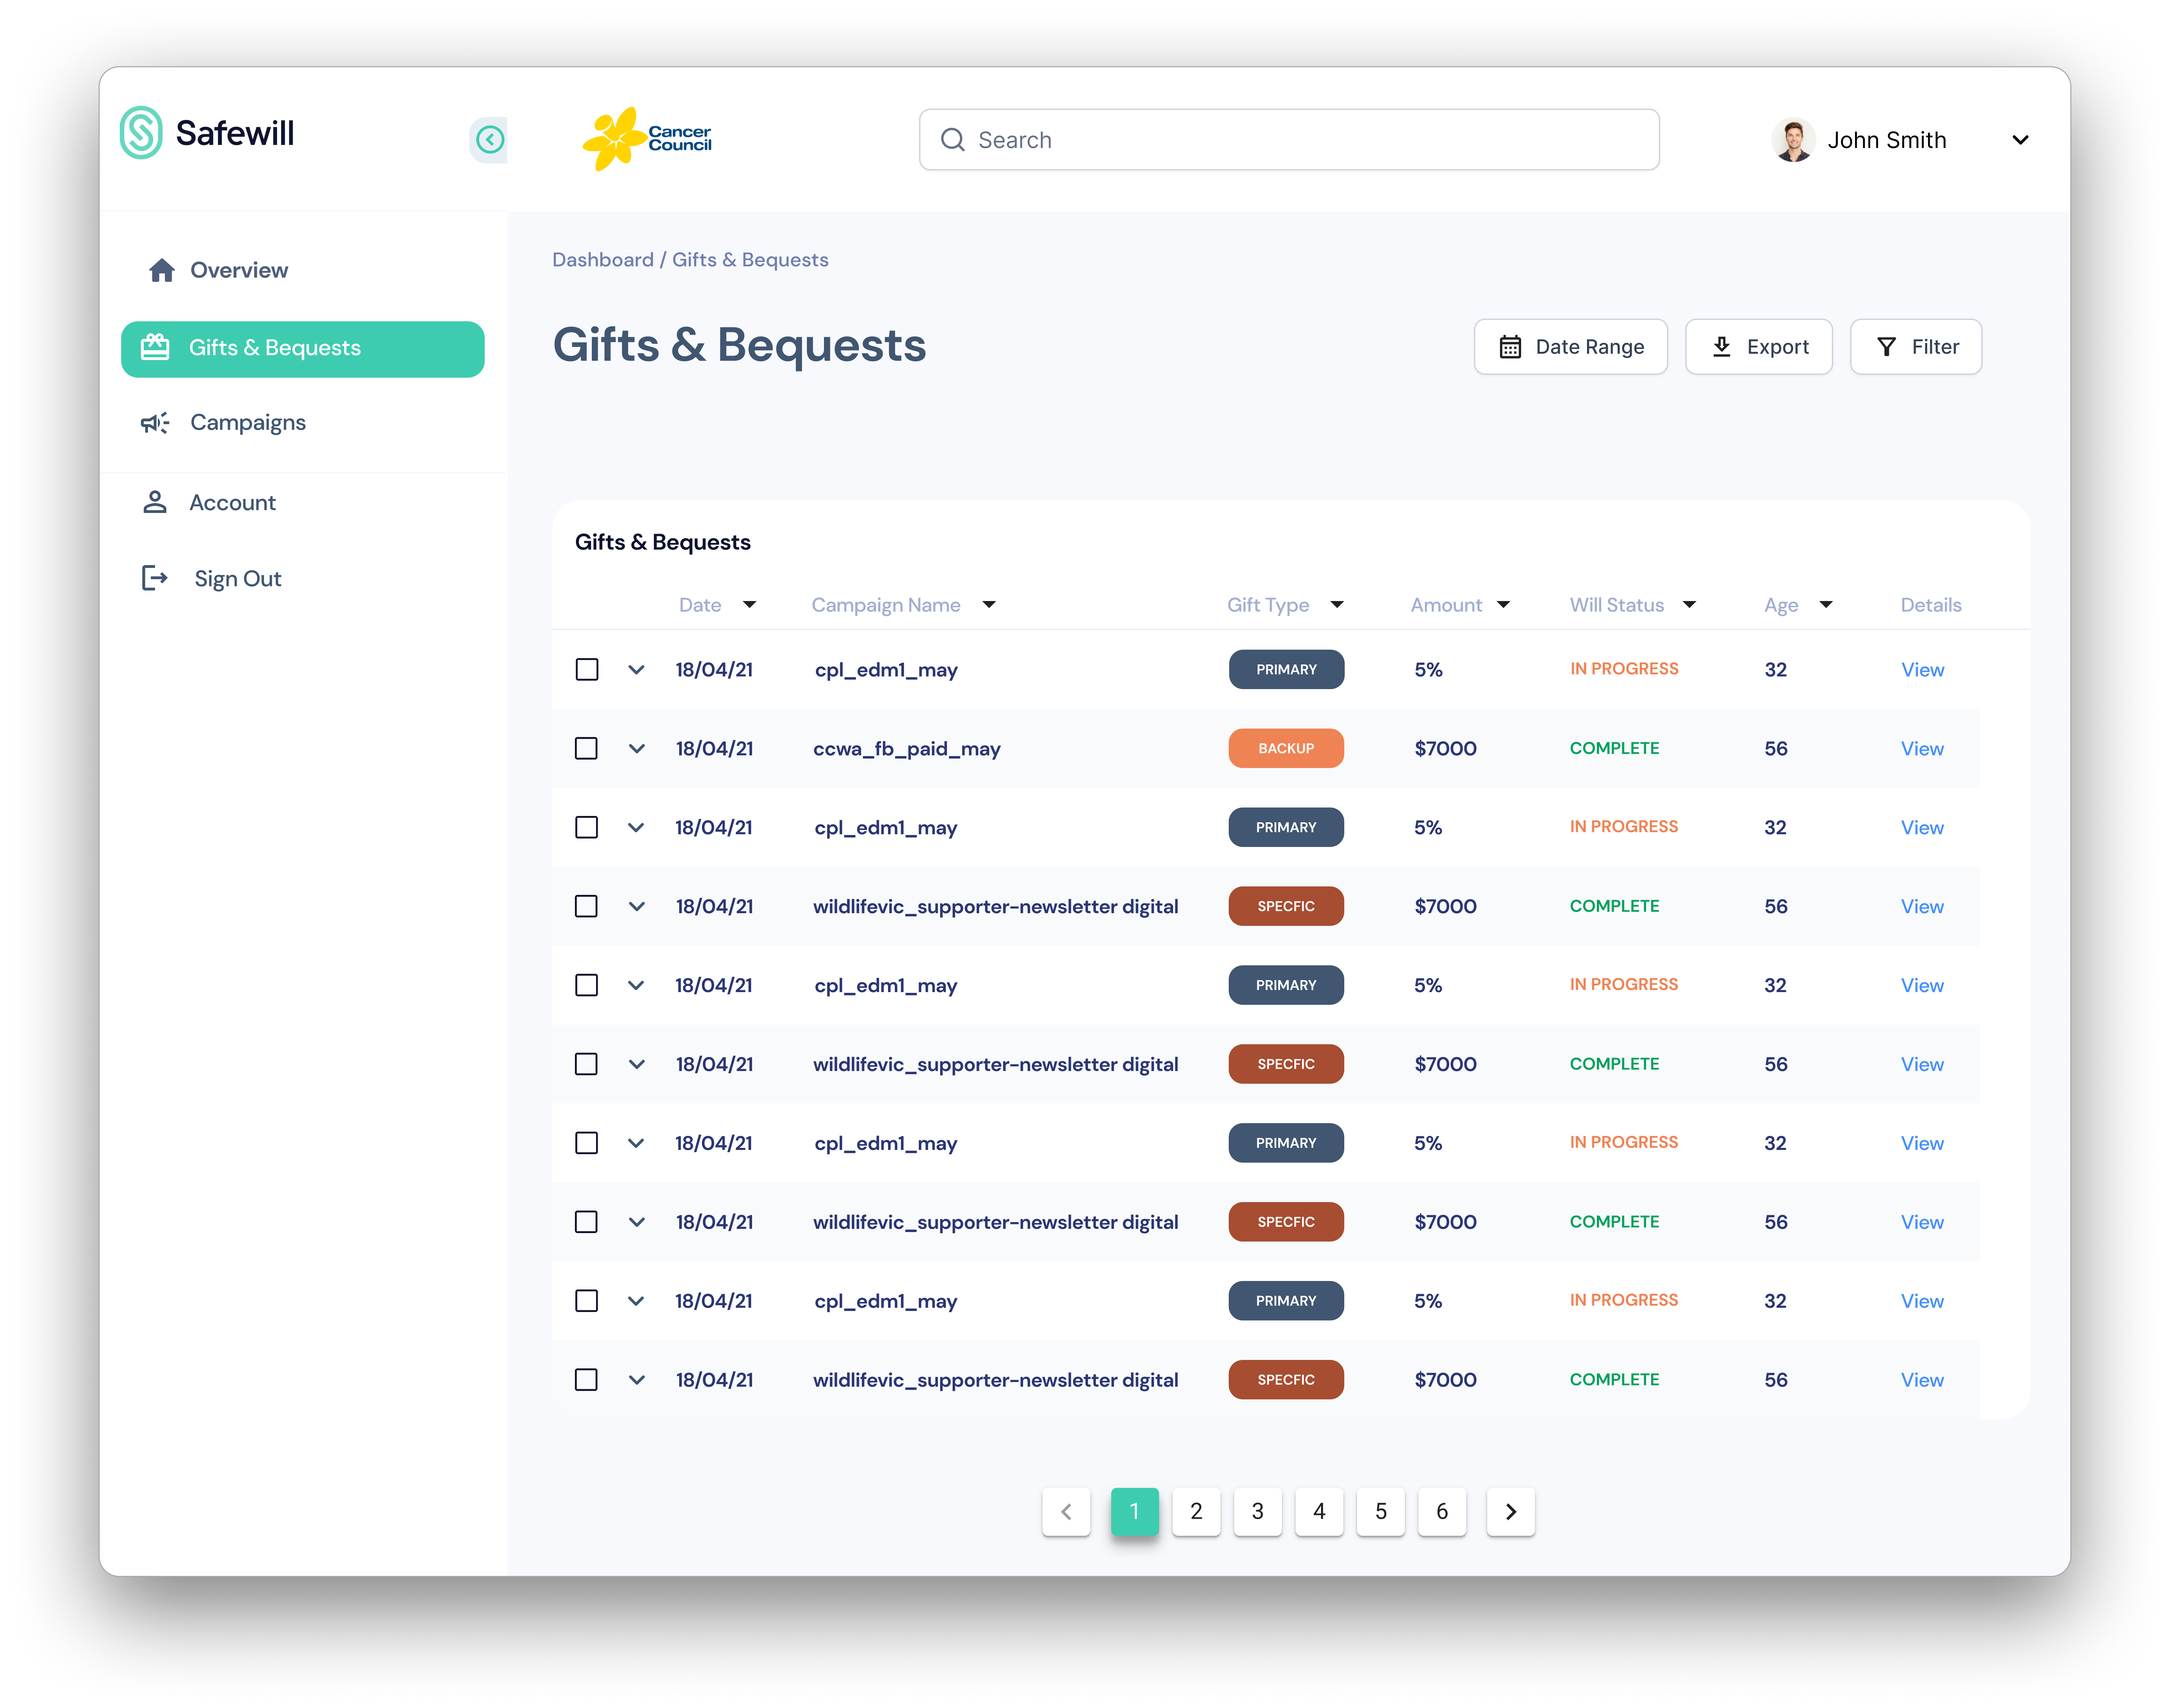 Safewill
Cancer
Council
Search
John Smith
Overview
Gifts & Bequests
Campaigns
Account
Sign Out
Dashboard / Gifts & Bequests
Gifts & Bequests
Date Range
Export
Filter
Gifts & Bequests
Date Campaign Name Gift Type Amount Will Status Age Details
18/04/21 cpl_edm1_may PRIMARY 5% IN PROGRESS 32 View
18/04/21 ccwa_fb_paid_may BACKUP $7000 COMPLETE 56 View
18/04/21 cpl_edm1_may PRIMARY 5% IN PROGRESS 32 View
18/04/21 wildlifevic_supporter-newsletter digital SPECFIC $7000 COMPLETE 56 View
18/04/21 cpl_edm1_may PRIMARY 5% IN PROGRESS 32 View
18/04/21 wildlifevic_supporter-newsletter digital SPECFIC $7000 COMPLETE 56 View
18/04/21 cpl_edm1_may PRIMARY 5% IN PROGRESS 32 View
18/04/21 wildlifevic_supporter-newsletter digital SPECFIC $7000 COMPLETE 56 View
18/04/21 cpl_edm1_may PRIMARY 5% IN PROGRESS 32 View
18/04/21 wildlifevic_supporter-newsletter digital SPECFIC $7000 COMPLETE 56 View
1 2 3 4 5 6